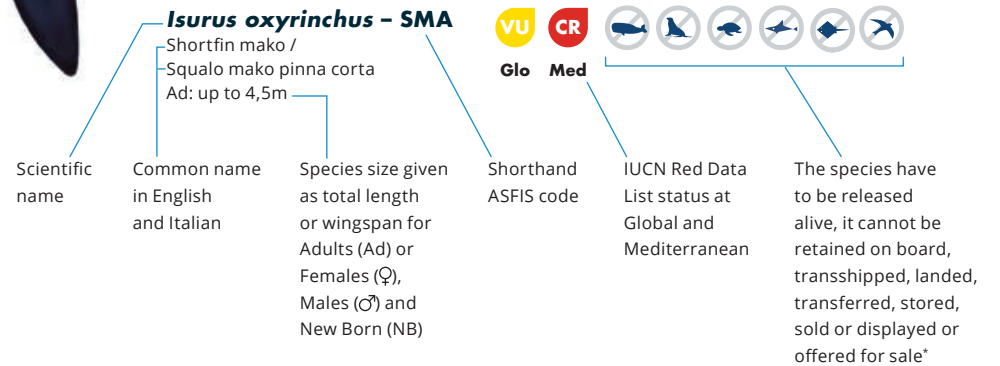 Isurus oxyrinchus – SMA
Shortfin mako /
Squalo mako pinna corta
Ad: up to 4,5m
VU CR
Glo Med
Scientific
name
Common name
in English
and Italian
Species size given
as total length
or wingspan for
Adults (Ad) or
Females (♀),
Males (♂) and
New Born (NB)
Shorthand
ASFIS code
IUCN Red Data
List status at
Global and
Mediterranean
The species have
to be released
alive, it cannot be
retained on board,
transshipped, landed,
transferred, stored,
sold or displayed or
offered for sale*